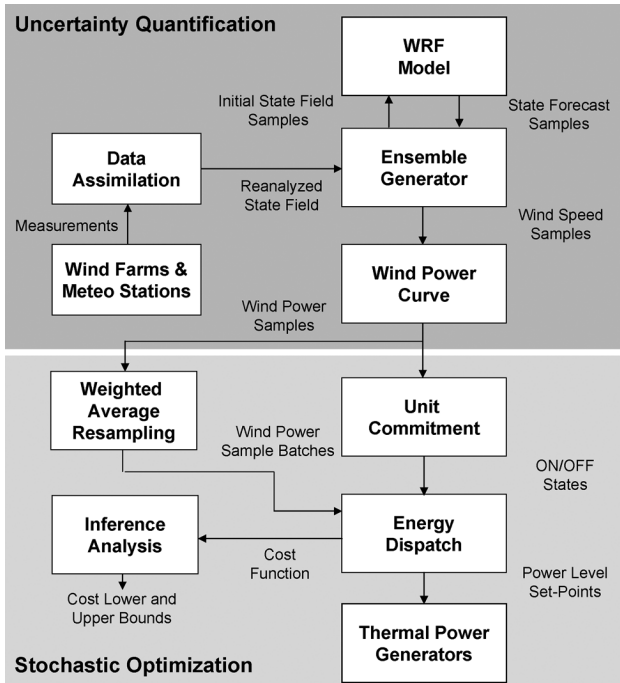 Uncertainty Quantification
WRF
Model
Initial State Field
Samples
State Forecast
Samples
Data
Assimilation
Ensemble
Generator
Reanalyzed
State Field
Measurements
Wind Speed
Samples
Wind Farms &
Meteo Stations
Wind Power
Curve
Wind Power
Samples
Weighted
Average
Resampling
Unit
Commitment
Wind Power
Sample Batches
ON/OFF
States
Inference
Analysis
Energy
Dispatch
Cost
Function
Power Level
Set-Points
Cost Lower and
Upper Bounds
Thermal Power
Generators
Stochastic Optimization